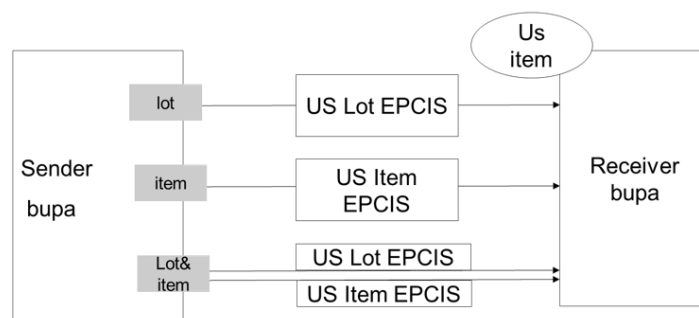 Us
item
lot
US Lot EPCIS
Sender
bupa
item
US Item
EPCIS
Receiver
bupa
Lot&
item
US Lot EPCIS
US Item EPCIS